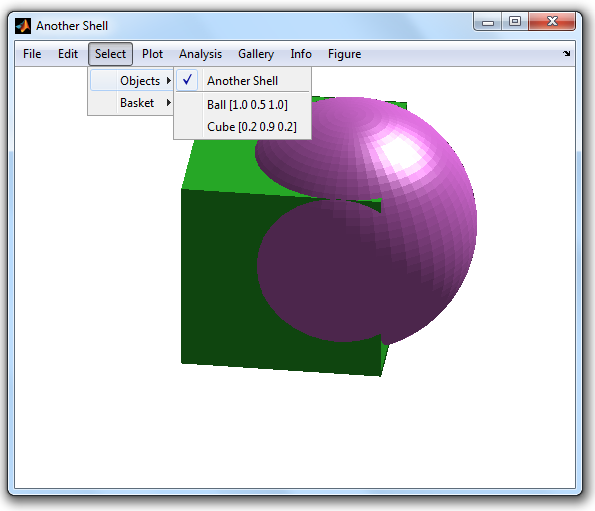 Another Shell
File Edit Select Plot Analysis Gallery Info Figure
Objects Another Shell
Basket Ball [1.0 0.5 1.0]
Cube [0.2 0.9 0.2]